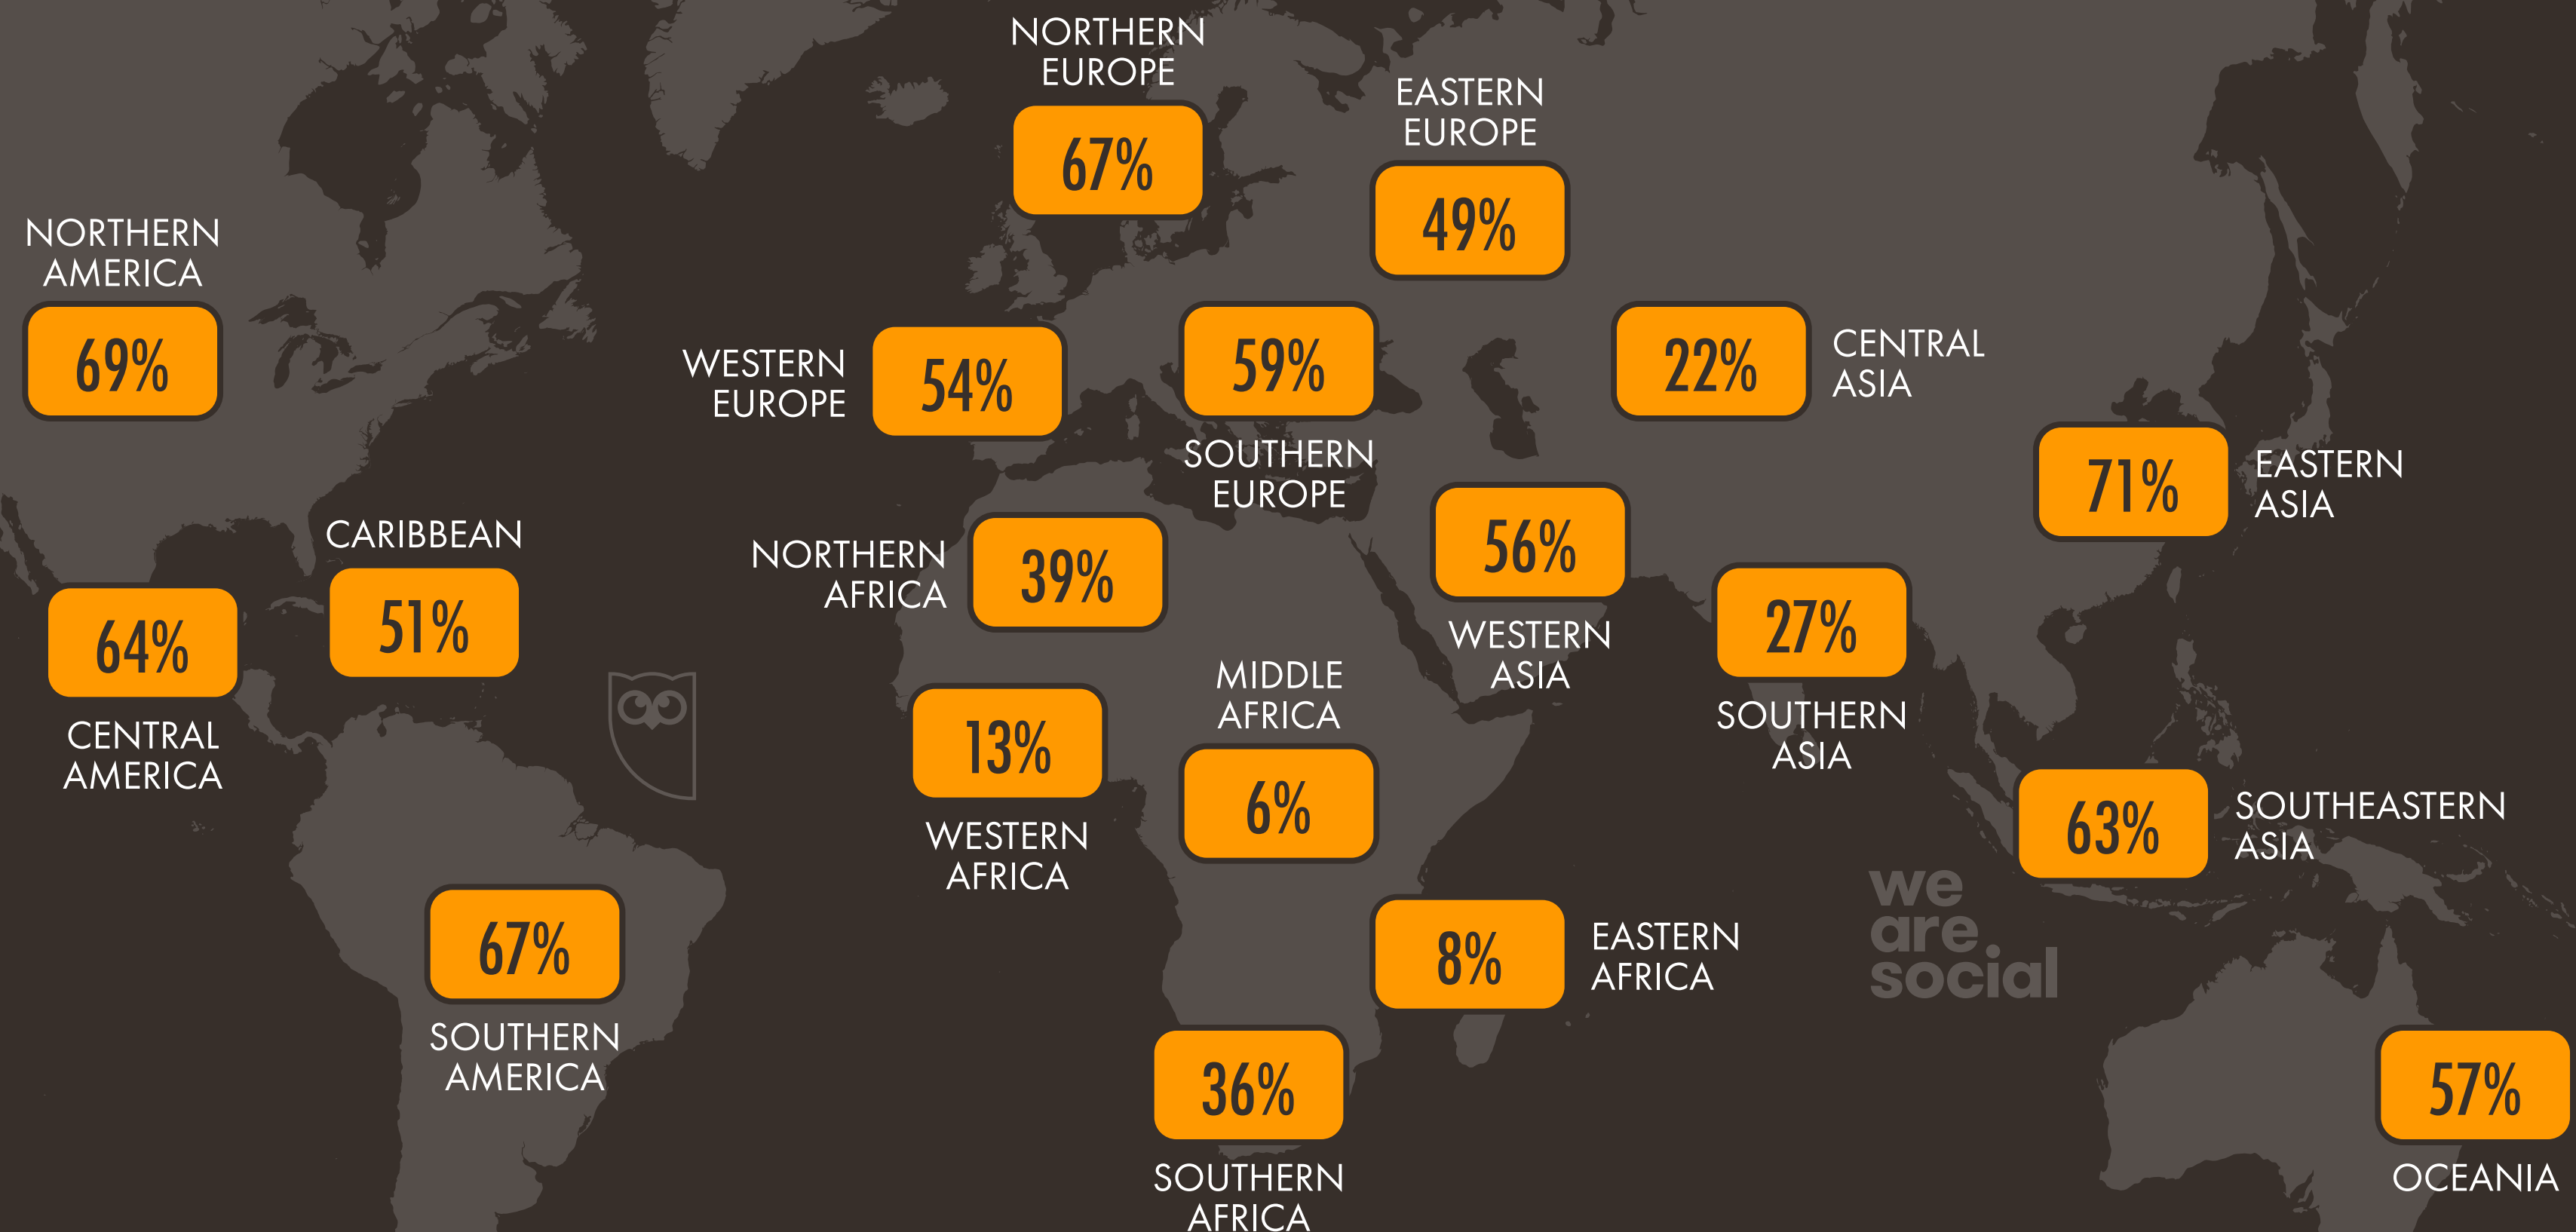 NORTHERN
EUROPE
67%
EASTERN
EUROPE
49%
NORTHERN
AMERICA
69%
WESTERN
EUROPE
54%
59%
SOUTHERN
EUROPE
22%
CENTRAL
ASIA
71%
EASTERN
ASIA
CARIBBEAN
51%
64%
CENTRAL
AMERICA
NORTHERN
AFRICA
39%
56%
WESTERN
ASIA
27%
SOUTHERN
ASIA
13%
WESTERN
AFRICA
MIDDLE
AFRICA
6%
63%
SOUTHEASTERN
ASIA
67%
SOUTHERN
AMERICA
8%
EASTERN
AFRICA
we
are
social
36%
SOUTHERN
AFRICA
57%
OCEANIA